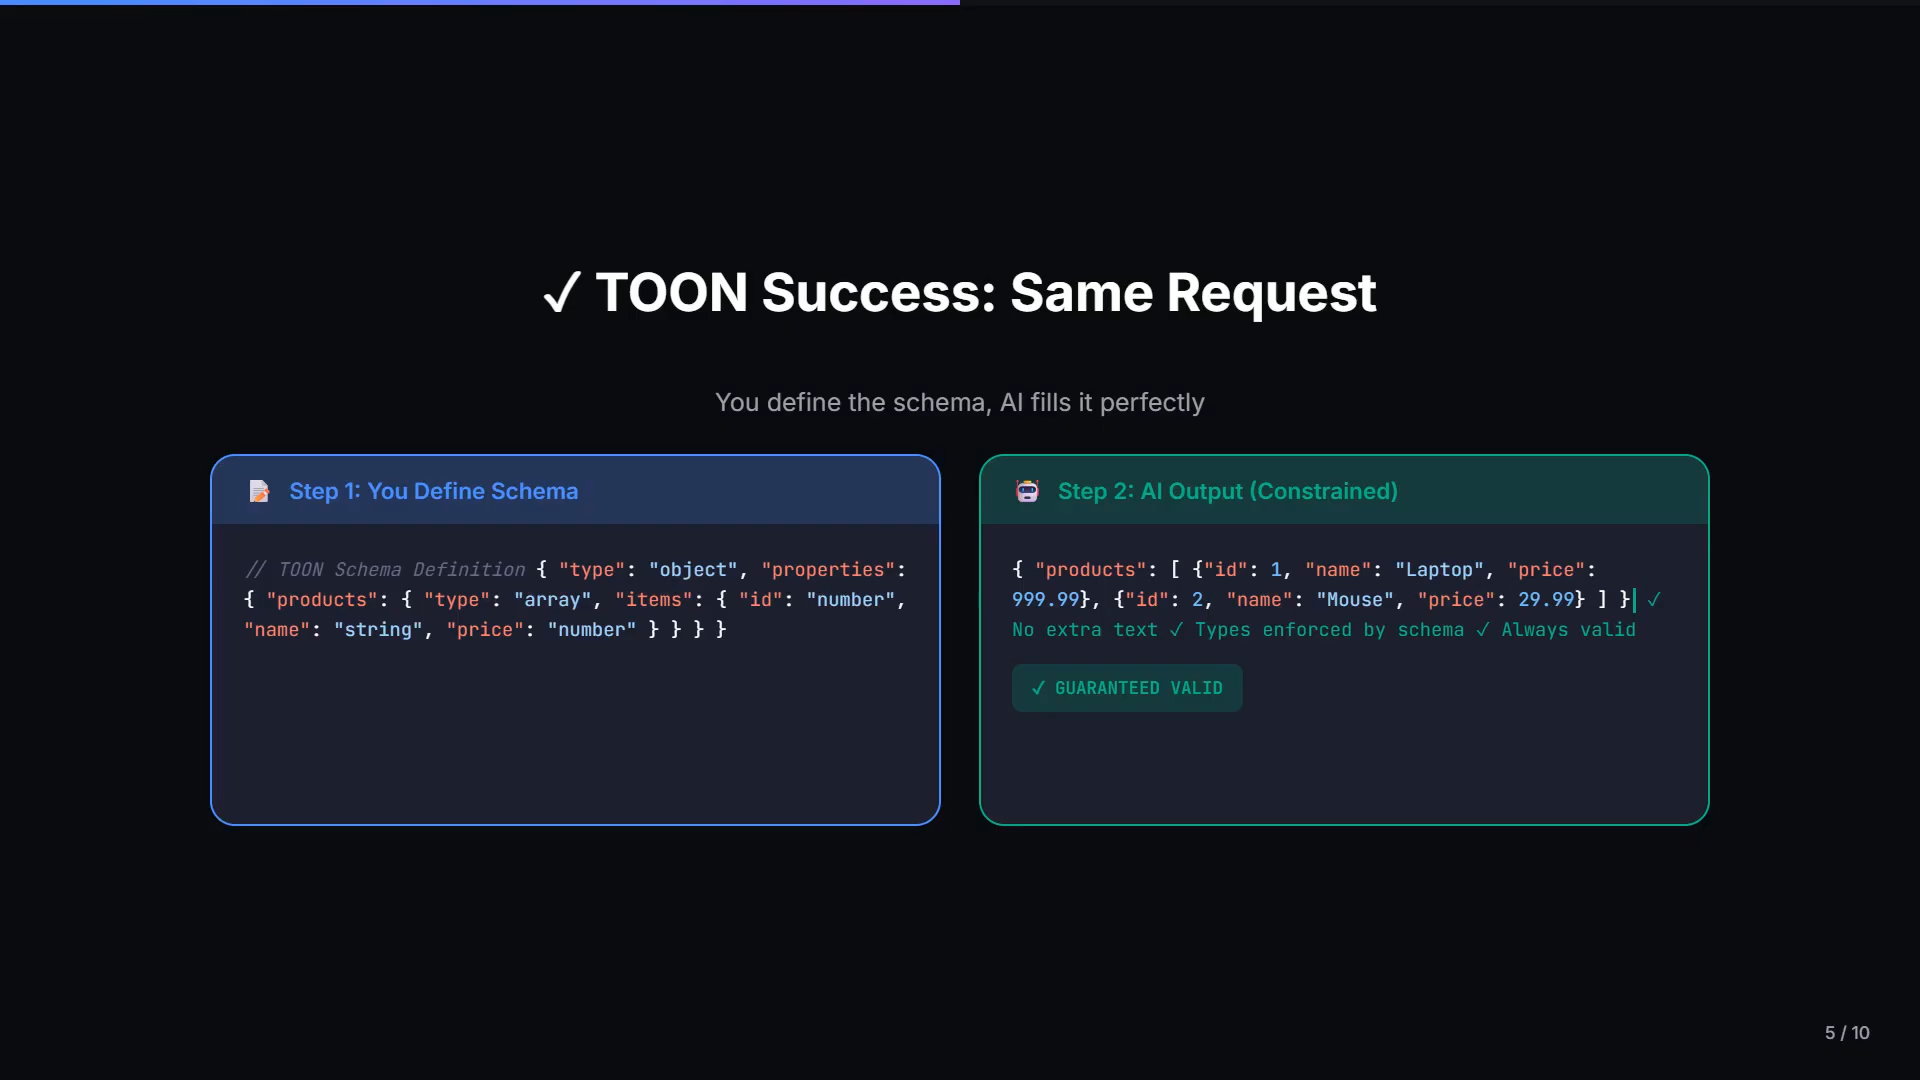 ✓ TOON Success: Same Request
You define the schema, AI fills it perfectly
Step 1: You Define Schema
// TOON Schema Definition { "type": "object", "properties":
{ "products": { "type": "array", "items": { "id": "number",
"name": "string", "price": "number" } } } }
Step 2: AI Output (Constrained)
{ "products": [ {"id": 1, "name": "Laptop", "price":
999.99}, {"id": 2, "name": "Mouse", "price": 29.99} ] } ✓
No extra text ✓ Types enforced by schema ✓ Always valid
✓ GUARANTEED VALID
5 / 10